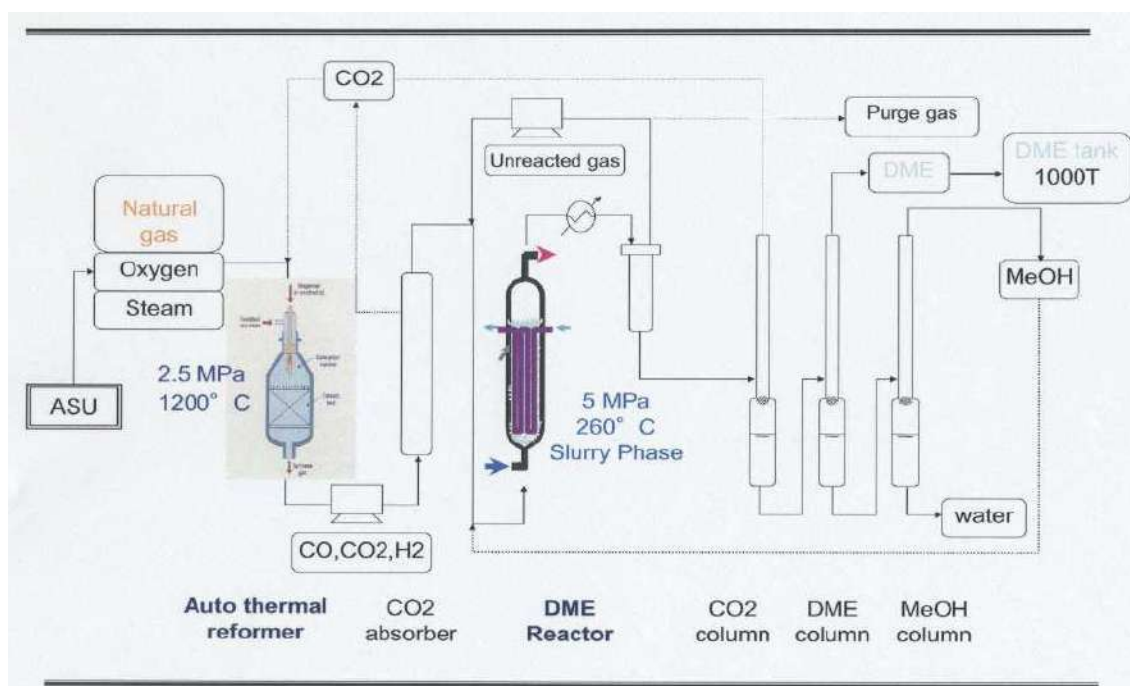 CO2
Purge gas
Unreacted gas
DME
DME tank
1000T
Natural
gas
Oxygen
Steam
MeOH
2.5 MPa
1200° C
ASU
5 MPa
260° C
Slurry Phase
water
CO,CO2,H2
Auto thermal
reformer
CO2
absorber
DME
Reactor
CO2
column
DME
column
MeOH
column